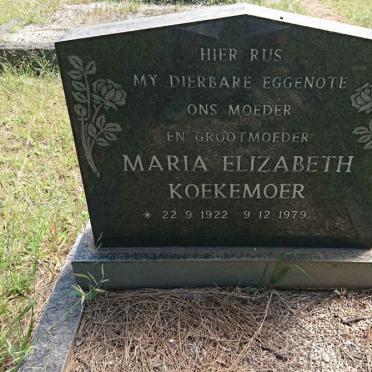 HIER RUS
MY DIERBARE EGGENOTE
ONS MOEDER
EN GROOTMOEDER
MARIA ELIZABETH
KOEKEMOER
* 22·9·1922 9·12·1979